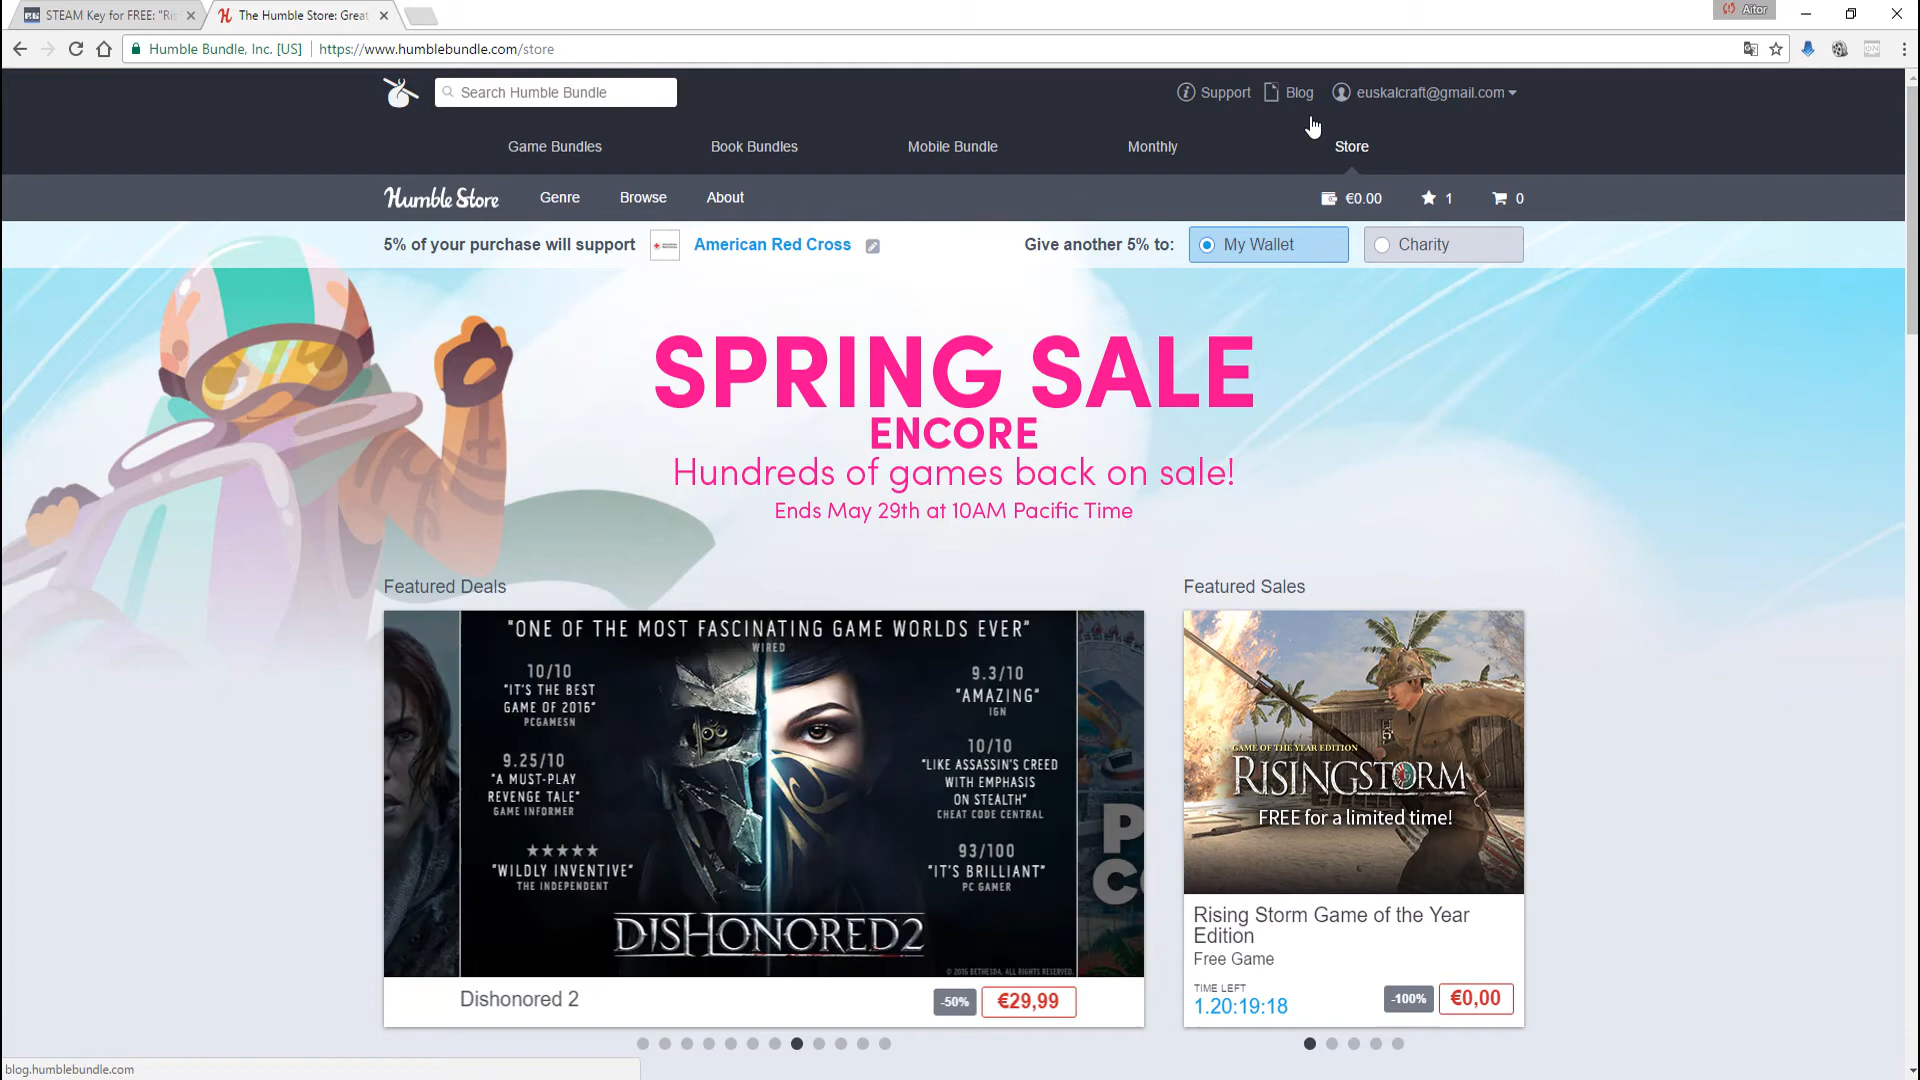 STEAM Key for FREE: "Ris
The Humble Store: Great
Aitor
Humble Bundle, Inc. [US]
https://www.humblebundle.com/store
Search Humble Bundle
Support
Blog
euskalcraft@gmail.com
Game Bundles
Book Bundles
Mobile Bundle
Monthly
Store
Humble Store
Genre
Browse
About
€0.00
1
0
5% of your purchase will support
American Red Cross
Give another 5% to:
My Wallet
Charity
SPRING SALE
ENCORE
Hundreds of games back on sale!
Ends May 29th at 10AM Pacific Time
Featured Deals
"ONE OF THE MOST FASCINATING GAME WORLDS EVER"
WIRED
10/10
"IT'S THE BEST
GAME OF 2016"
PCGAMESN
9.25/10
"A MUST-PLAY
REVENGE TALE"
GAME INFORMER
★★★★★
"WILDLY INVENTIVE"
THE INDEPENDENT
9.3/10
"AMAZING"
IGN
10/10
"LIKE ASSASSIN'S CREED
WITH EMPHASIS
ON STEALTH"
CHEAT CODE CENTRAL
93/100
"IT'S BRILLIANT"
PC GAMER
DISHONORED2
© 2016 BETHESDA. ALL RIGHTS RESERVED.
P
C
Dishonored 2
-50%
€29,99
Featured Sales
GAME OF THE YEAR EDITION
RISING STORM
FREE for a limited time!
Rising Storm Game of the Year
Edition
Free Game
TIME LEFT
1.20:19:18
-100%
€0,00
blog.humblebundle.com